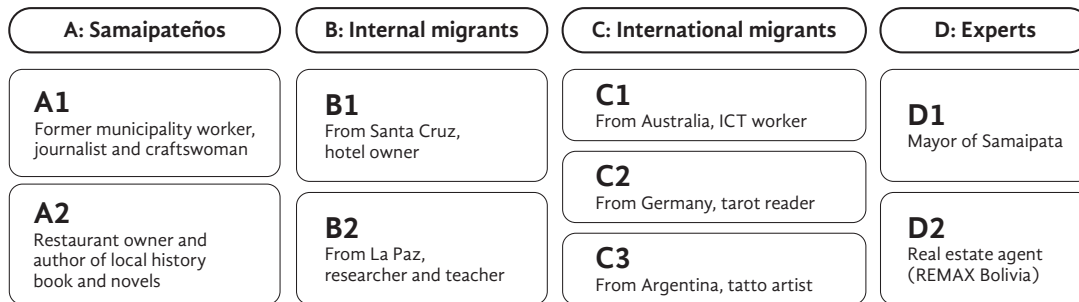 A: Samaipateños
A1
Former municipality worker,
journalist and craftswoman
A2
Restaurant owner and
author of local history
book and novels
B: Internal migrants
B1
From Santa Cruz,
hotel owner
B2
From La Paz,
researcher and teacher
C: International migrants
C1
From Australia, ICT worker
C2
From Germany, tarot reader
C3
From Argentina, tatto artist
D: Experts
D1
Mayor of Samaipata
D2
Real estate agent
(REMAX Bolivia)